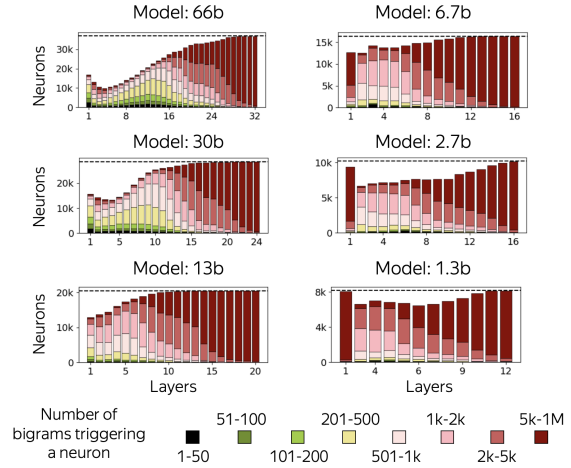 Model: 66b
Model: 6.7b
Neurons
30k
20k
10k
0
1 8 16 24 32
15k
10k
5k
0
1 4 8 12 16
Model: 30b
Model: 2.7b
Neurons
20k
10k
0
1 5 10 15 20 24
10k
5k
0
1 4 8 12 16
Model: 13b
Model: 1.3b
Neurons
20k
10k
0
1 5 10 15 20
8k
4k
0
1 3 6 9 12
Layers
Layers
Number of
bigrams triggering
a neuron
51-100 201-500 1k-2k 5k-1M
1-50 101-200 501-1k 2k-5k